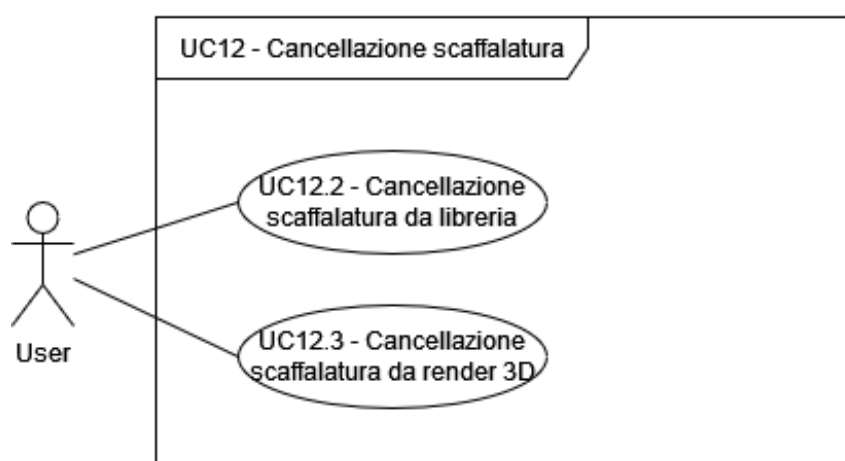 UC12 - Cancellazione scaffalatura
UC12.2 - Cancellazione
scaffalatura da libreria
User
UC12.3 - Cancellazione
scaffalatura da render 3D